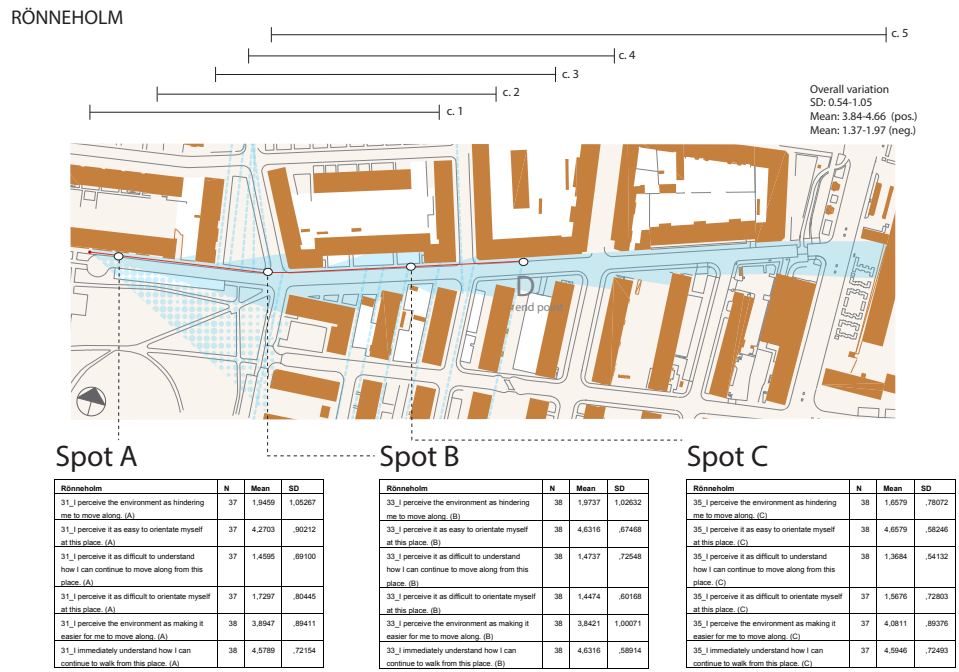 RÖNNEHOLM
c. 5
c. 4
c. 3
c. 2
c. 1
Overall variation
SD: 0.54-1.05
Mean: 3.84-4.66 (pos.)
Mean: 1.37-1.97 (neg.)
D
end point
Spot A
Rönneholm N Mean SD
31_I perceive the environment as hindering 37 1,9459 1,05267
me to move along. (A)
31_I perceive it as easy to orientate myself 37 4,2703 ,90212
at this place. (A)
31_I perceive it as difficult to understand 37 1,4595 ,69100
how I can continue to move along from this
place. (A)
31_I perceive it as difficult to orientate myself 37 1,7297 ,80445
at this place. (A)
31_I perceive the environment as making it 38 3,8947 ,89411
easier for me to move along. (A)
31_I immediately understand how I can 38 4,5789 ,72154
continue to walk from this place. (A)
Spot B
Rönneholm N Mean SD
33_I perceive the environment as hindering 38 1,9737 1,02632
me to move along. (B)
33_I perceive it as easy to orientate myself 38 4,6316 ,67468
at this place. (B)
33_I perceive it as difficult to understand 38 1,4737 ,72548
how I can continue to move along from this
place. (B)
33_I perceive it as difficult to orientate myself 38 1,4474 ,60168
at this place. (B)
33_I perceive the environment as making it 38 3,8421 1,00071
easier for me to move along. (B)
33_I immediately understand how I can 38 4,6316 ,58914
continue to walk from this place. (B)
Spot C
Rönneholm N Mean SD
35_I perceive the environment as hindering 38 1,6579 ,78072
me to move along. (C)
35_I perceive it as easy to orientate myself 38 4,6579 ,58246
at this place. (C)
35_I perceive it as difficult to understand 38 1,3684 ,54132
how I can continue to move along from this
place. (C)
35_I perceive it as difficult to orientate myself 37 1,5676 ,72803
at this place. (C)
35_I perceive the environment as making it 37 4,0811 ,89376
easier for me to move along. (C)
35_I immediately understand how I can 37 4,5946 ,72493
continue to walk from this place. (C)